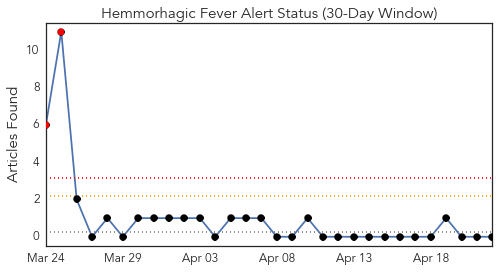 Hemmorhagic Fever Alert Status (30-Day Window)
Articles Found
10
8
6
4
2
0
Mar 24 Mar 29 Apr 03 Apr 08 Apr 13 Apr 18